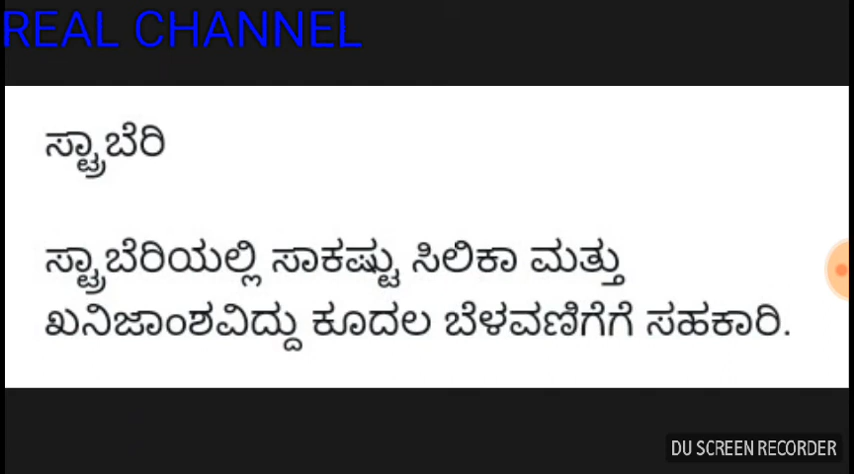 REAL CHANNEL
ಸ್ಟ್ರಾಬೆರಿ
ಸ್ಟ್ರಾಬೆರಿಯಲ್ಲಿ ಸಾಕಷ್ಟು ಸಿಲಿಕಾ ಮತ್ತು
ಖನಿಜಾಂಶವಿದ್ದು ಕೂದಲ ಬೆಳವಣಿಗೆಗೆ ಸಹಕಾರಿ.
DU SCREEN RECORDER